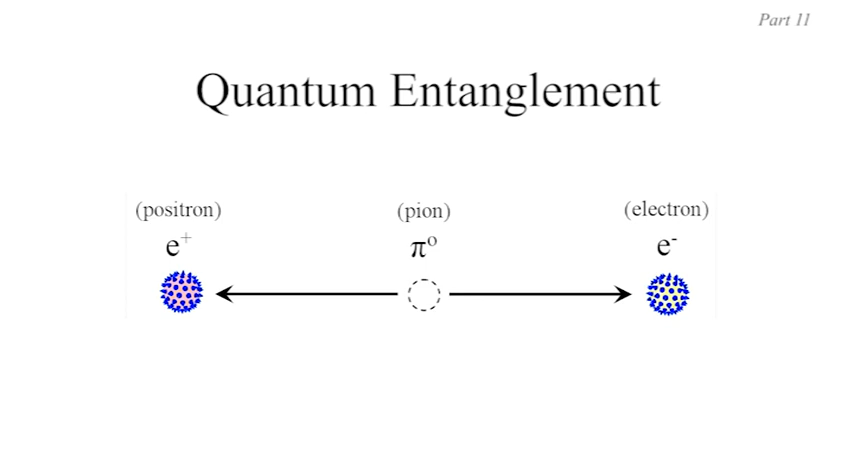 Part 11
Quantum Entanglement
(positron) (pion) (electron)
e⁺ π⁰ e⁻